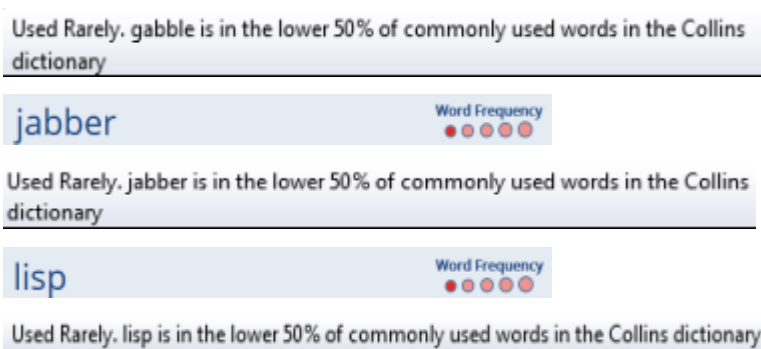 Used Rarely. gabble is in the lower 50% of commonly used words in the Collins
dictionary
jabber
Word Frequency
Used Rarely. jabber is in the lower 50% of commonly used words in the Collins
dictionary
lisp
Word Frequency
Used Rarely. lisp is in the lower 50% of commonly used words in the Collins dictionary